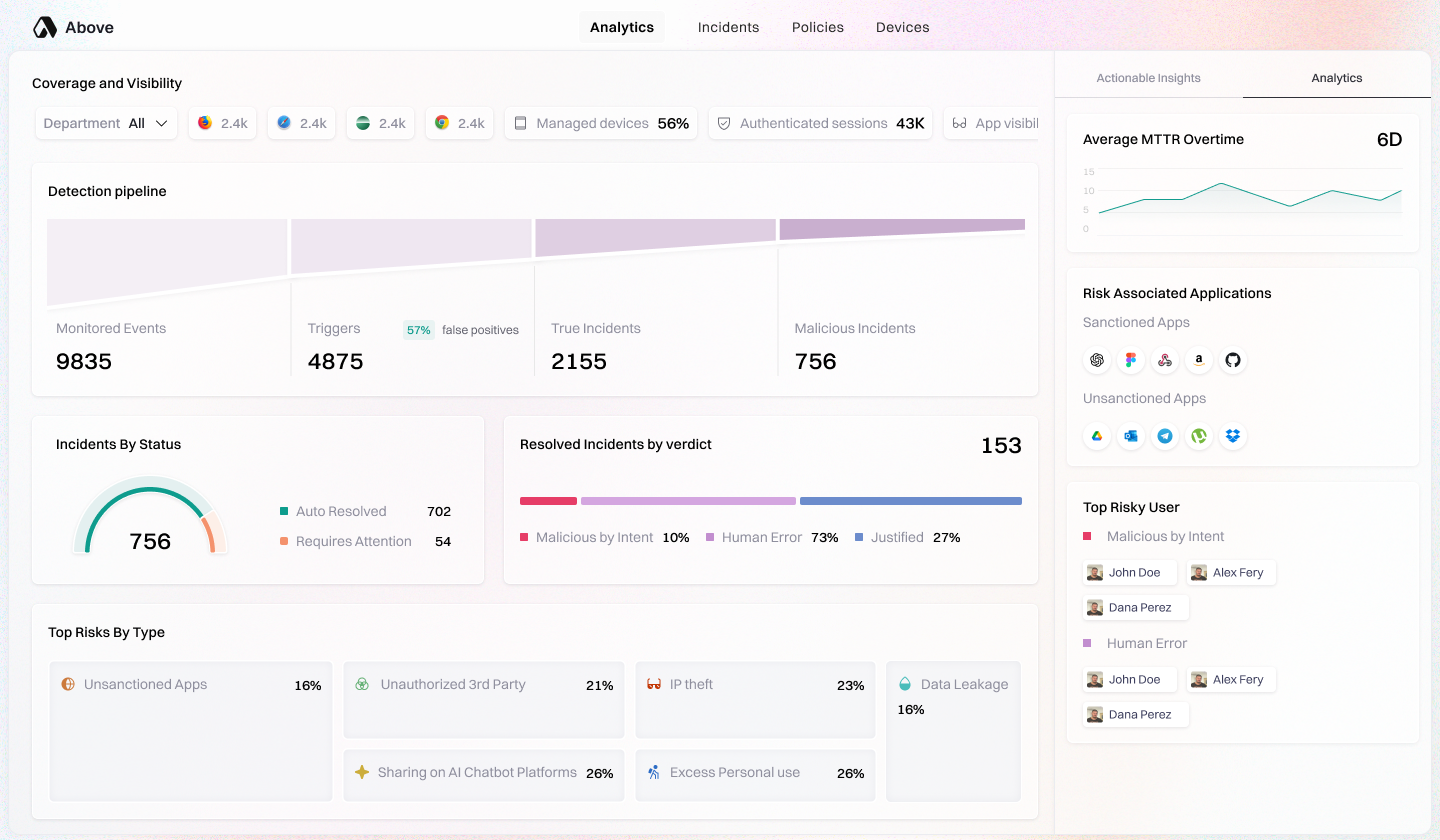 Above
Analytics
Incidents
Policies
Devices
Coverage and Visibility
Department All
2.4k
2.4k
2.4k
2.4k
Managed devices 56%
Authenticated sessions 43K
App visibil
Detection pipeline
Monitored Events
9835
Triggers
57% false positives
4875
True Incidents
2155
Malicious Incidents
756
Incidents By Status
756
Auto Resolved 702
Requires Attention 54
Resolved Incidents by verdict 153
Malicious by Intent 10% Human Error 73% Justified 27%
Top Risks By Type
Unsanctioned Apps 16%
Unauthorized 3rd Party 21%
IP theft 23%
Data Leakage
16%
Sharing on AI Chatbot Platforms 26%
Excess Personal use 26%
Actionable Insights
Analytics
Average MTTR Overtime 6D
15
10
5
0
Risk Associated Applications
Sanctioned Apps
a
Unsanctioned Apps
Top Risky User
Malicious by Intent
John Doe
Alex Fery
Dana Perez
Human Error
John Doe
Alex Fery
Dana Perez